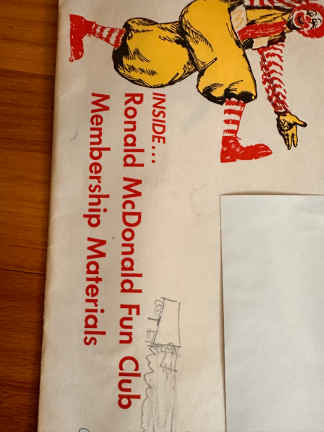 INSIDE...
Ronald McDonald Fun Club
Membership Materials